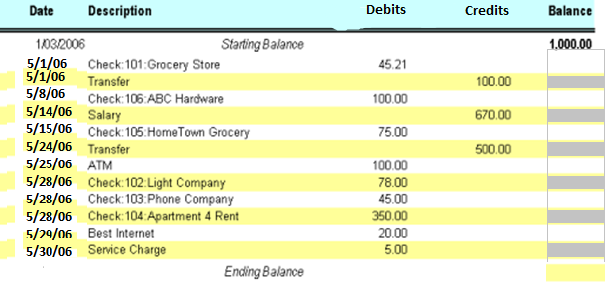 Date Description Debits Credits Balance
1/03/2006 Starting Balance 1,000.00
5/1/06 Check:101:Grocery Store 45.21
5/1/06 Transfer 100.00
5/8/06 Check:106:ABC Hardware 100.00
5/14/06 Salary 670.00
5/15/06 Check:105:HomeTown Grocery 75.00
5/24/06 Transfer 500.00
5/25/06 ATM 100.00
5/28/06 Check:102:Light Company 78.00
5/28/06 Check:103:Phone Company 45.00
5/28/06 Check:104:Apartment 4 Rent 350.00
5/29/06 Best Internet 20.00
5/30/06 Service Charge 5.00
Ending Balance